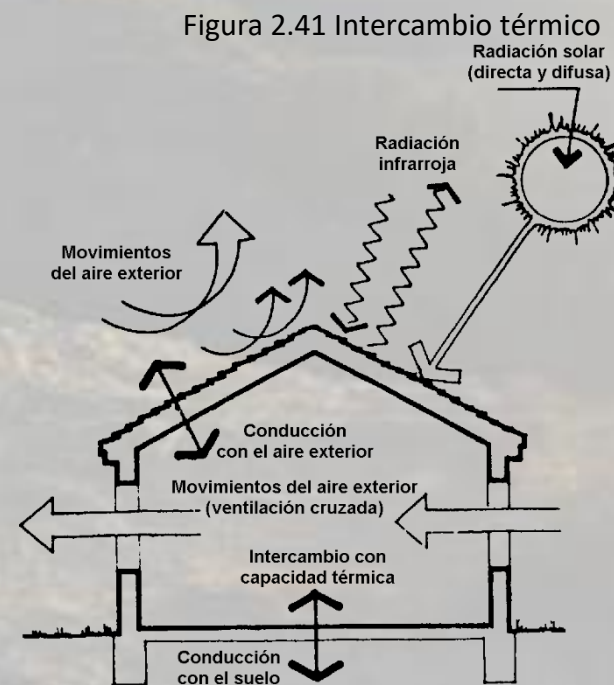 Figura 2.41 Intercambio térmico
Radiación solar
(directa y difusa)
Radiación
infrarroja
Movimientos
del aire exterior
Conducción
con el aire exterior
Movimientos del aire exterior
(ventilación cruzada)
Intercambio con
capacidad térmica
Conducción
con el suelo